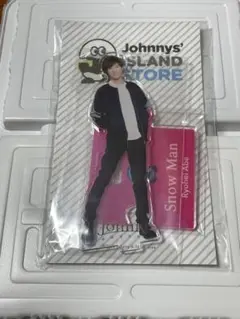 Johnnys'
ISLAND
STORE
Snow Man
Ryohei Abe